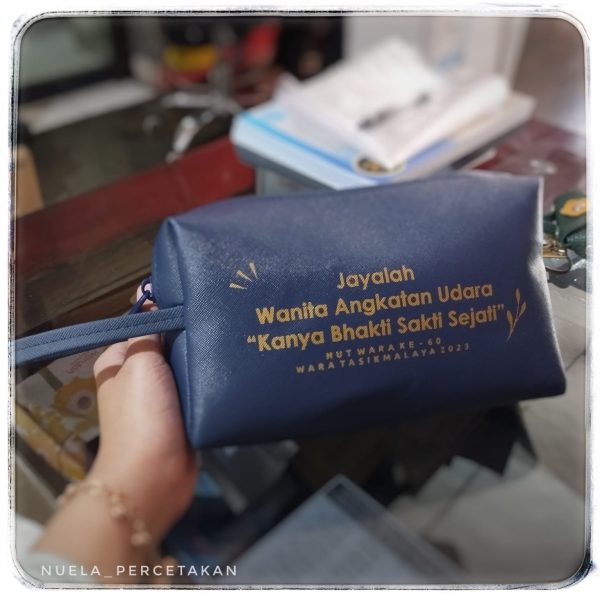 Jayalah
Wanita Angkatan Udara
“Kanya Bhakti Sakti Sejati”
HUT WARA KE - 60
WARA TASIKMALAYA 2023
NUELA_PERCETAKAN